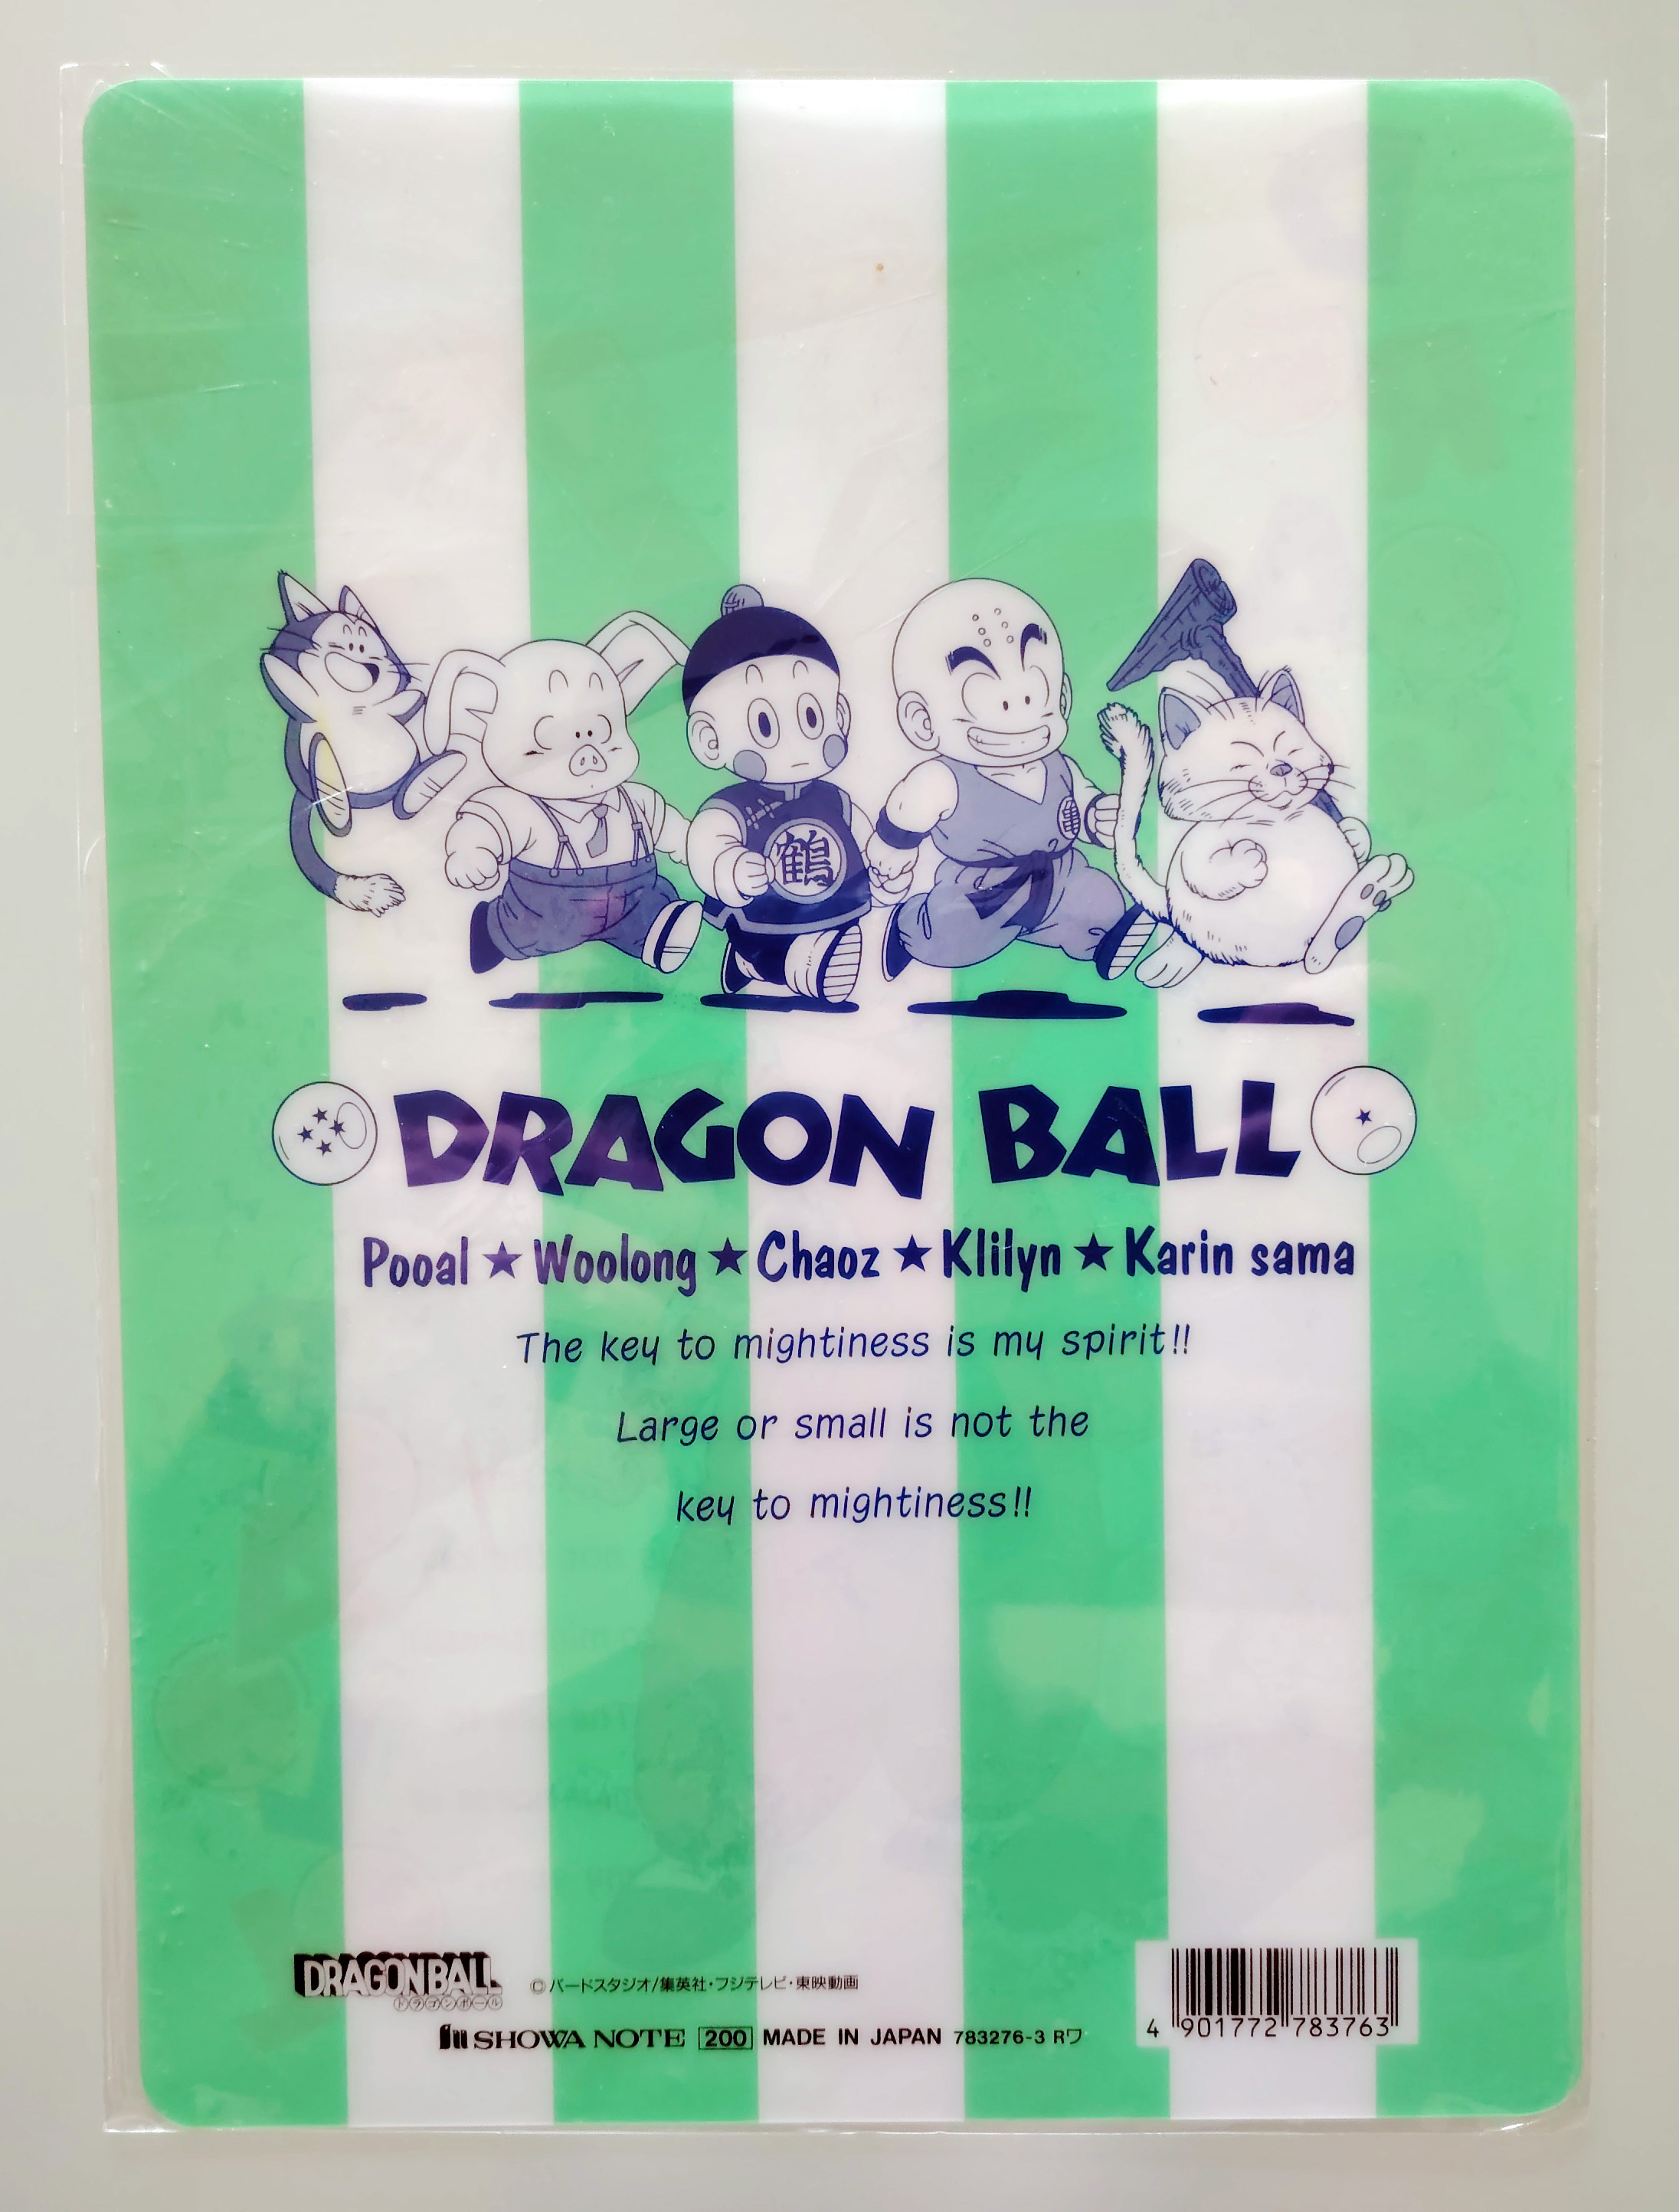 鶴
DRAGON BALL
Pooal ★ Woolong ★ Chaoz ★ Klilyn ★ Karin sama
The key to mightiness is my spirit!!
Large or small is not the
key to mightiness!!
DRAGON BALL
ドラゴンボール
© バードスタジオ/集英社・フジテレビ・東映動画
SHOWA NOTE 200 MADE IN JAPAN 783276-3 Rワ
4 901772 783763